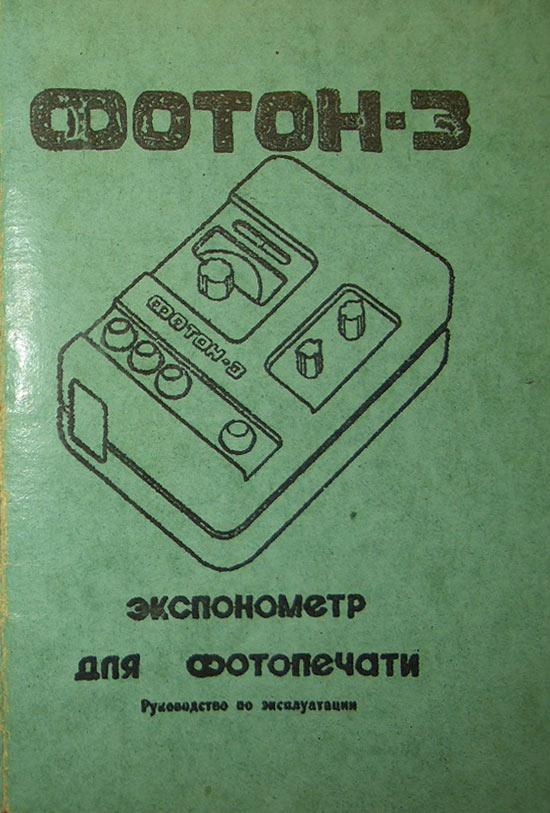 ФОТОН-3
ФОТОН-3
экспонометр
для фотопечати
Руководство по эксплуатации